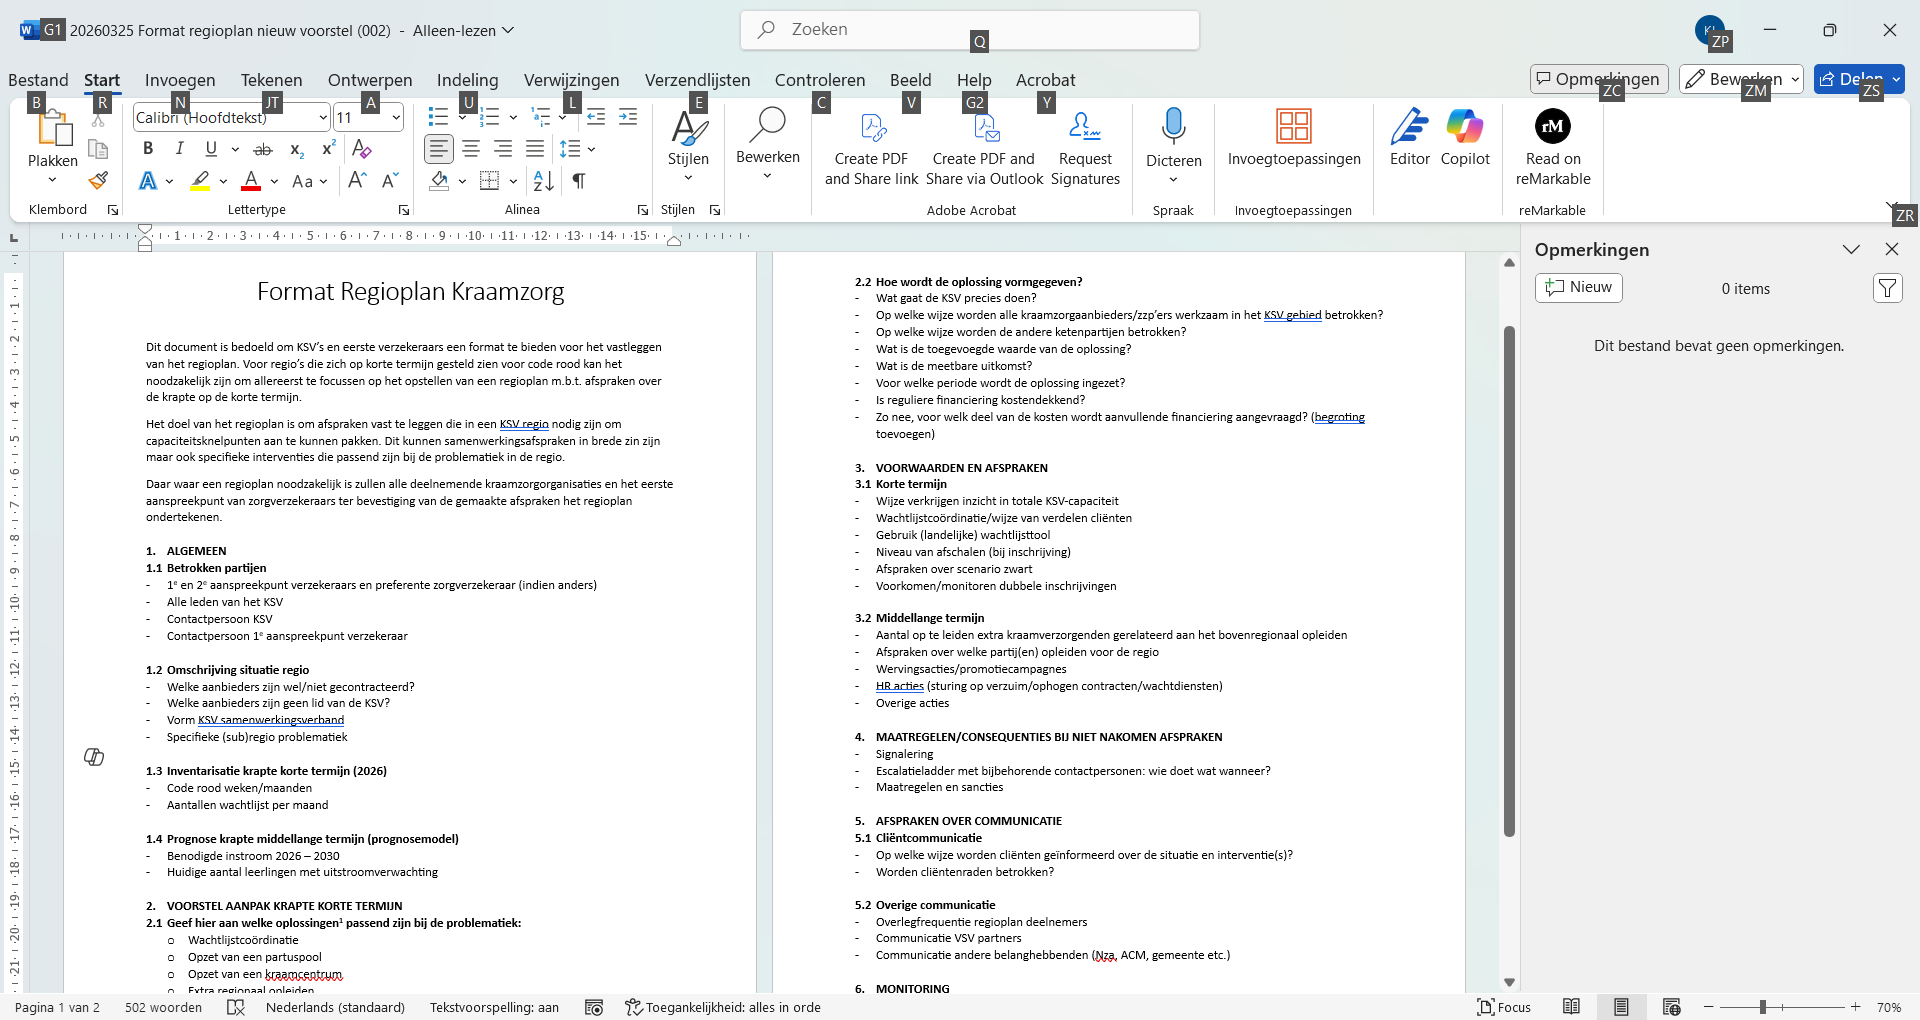 20260325 Format regioplan nieuw voorstel (002) - Alleen-lezen
G1
Zoeken
Q
ZP
Bestand Start Invoegen Tekenen Ontwerpen Indeling Verwijzingen Verzendlijsten Controleren Beeld Help Acrobat
Opmerkingen Bewerken Delen
B R N JT A U L E C V G2 Y ZC ZM ZS
Plakken
Klembord
Calibri (Hoofdtekst) 11
Lettertype
Alinea
Stijlen
Stijlen
Bewerken
Create PDF
and Share link
Create PDF and
Share via Outlook
Request
Signatures
Adobe Acrobat
Dicteren
Spraak
Invoegtoepassingen
Invoegtoepassingen
Editor
Copilot
rM
Read on
reMarkable
reMarkable
ZR
Format Regioplan Kraamzorg
Dit document is bedoeld om KSV's en eerste verzekeraars een format te bieden voor het vastleggen
van het regioplan. Voor regio's die zich op korte termijn gesteld zien voor code rood kan het
noodzakelijk zijn om allereerst te focussen op het opstellen van een regioplan m.b.t. afspraken over
de krapte op de korte termijn.
Het doel van het regioplan is om afspraken vast te leggen die in een KSV regio nodig zijn om
capaciteitsknelpunten aan te kunnen pakken. Dit kunnen samenwerkingsafspraken in brede zin zijn
maar ook specifieke interventies die passend zijn bij de problematiek in de regio.
Daar waar een regioplan noodzakelijk is zullen alle deelnemende kraamzorgorganisaties en het eerste
aanspreekpunt van zorgverzekeraars ter bevestiging van de gemaakte afspraken het regioplan
ondertekenen.
1. ALGEMEEN
1.1 Betrokken partijen
- 1e en 2e aanspreekpunt verzekeraars en preferente zorgverzekeraar (indien anders)
- Alle leden van het KSV
- Contactpersoon KSV
- Contactpersoon 1e aanspreekpunt verzekeraar
1.2 Omschrijving situatie regio
- Welke aanbieders zijn wel/niet gecontracteerd?
- Welke aanbieders zijn geen lid van de KSV?
- Vorm KSV samenwerkingsverband
- Specifieke (sub)regio problematiek
1.3 Inventarisatie krapte korte termijn (2026)
- Code rood weken/maanden
- Aantallen wachtlijst per maand
1.4 Prognose krapte middellange termijn (prognosemodel)
- Benodigde instroom 2026 – 2030
- Huidige aantal leerlingen met uitstroomverwachting
2. VOORSTEL AANPAK KRAPTE KORTE TERMIJN
2.1 Geef hier aan welke oplossingen1 passend zijn bij de problematiek:
o Wachtlijstcoördinatie
o Opzet van een partuspool
o Opzet van een kraamcentrum
o Extra regionaal opleiden
2.2 Hoe wordt de oplossing vormgegeven?
- Wat gaat de KSV precies doen?
- Op welke wijze worden alle kraamzorgaanbieders/zzp'ers werkzaam in het KSV gebied betrokken?
- Op welke wijze worden de andere ketenpartijen betrokken?
- Wat is de toegevoegde waarde van de oplossing?
- Wat is de meetbare uitkomst?
- Voor welke periode wordt de oplossing ingezet?
- Is reguliere financiering kostendekkend?
- Zo nee, voor welk deel van de kosten wordt aanvullende financiering aangevraagd? (begroting
toevoegen)
3. VOORWAARDEN EN AFSPRAKEN
3.1 Korte termijn
- Wijze verkrijgen inzicht in totale KSV-capaciteit
- Wachtlijstcoördinatie/wijze van verdelen cliënten
- Gebruik (landelijke) wachtlijsttool
- Niveau van afschalen (bij inschrijving)
- Afspraken over scenario zwart
- Voorkomen/monitoren dubbele inschrijvingen
3.2 Middellange termijn
- Aantal op te leiden extra kraamverzorgenden gerelateerd aan het bovenregionaal opleiden
- Afspraken over welke partij(en) opleiden voor de regio
- Wervingsacties/promotiecampagnes
- HR acties (sturing op verzuim/ophogen contracten/wachtdiensten)
- Overige acties
4. MAATREGELEN/CONSEQUENTIES BIJ NIET NAKOMEN AFSPRAKEN
- Signalering
- Escalatieladder met bijbehorende contactpersonen: wie doet wat wanneer?
- Maatregelen en sancties
5. AFSPRAKEN OVER COMMUNICATIE
5.1 Cliëntcommunicatie
- Op welke wijze worden cliënten geïnformeerd over de situatie en interventie(s)?
- Worden cliëntenraden betrokken?
5.2 Overige communicatie
- Overlegfrequentie regioplan deelnemers
- Communicatie VSV partners
- Communicatie andere belanghebbenden (Nza, ACM, gemeente etc.)
6. MONITORING
Opmerkingen
Nieuw
0 items
Dit bestand bevat geen opmerkingen.
Pagina 1 van 2 502 woorden Nederlands (standaard) Tekstvoorspelling: aan Toegankelijkheid: alles in orde Focus 70%